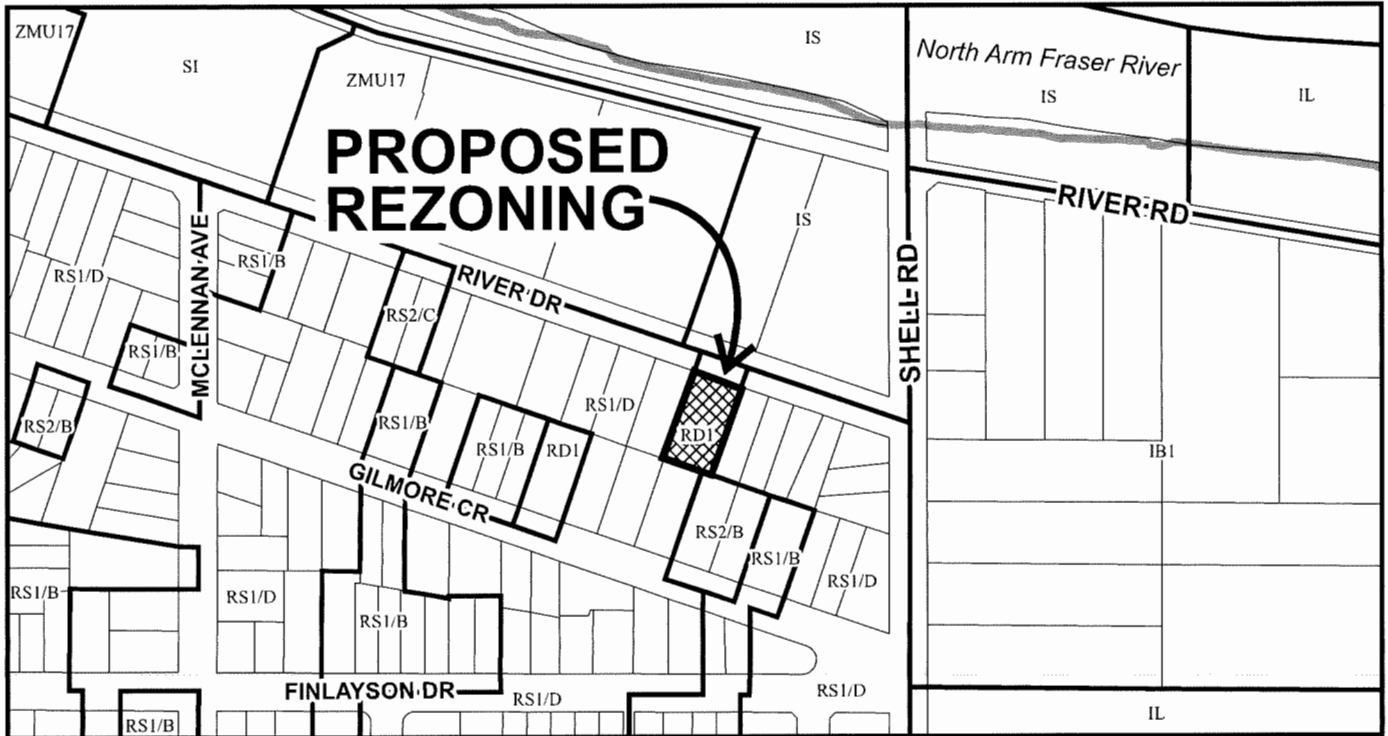 ZMU17
SI
ZMU17
IS
North Arm Fraser River
IS
IL
PROPOSED
REZONING
RIVER RD
IS
MCLENNAN AVE
RS1/B
RS1/D
RIVER DR
SHELL RD
RS2/C
RS1/B
RS1/D
RS2/B
RS1/B
RS1/B
RD1
RD1
IB1
GILMORE CR
RS2/B
RS1/B
RS1/D
RS1/B
RS1/D
RS1/B
FINLAYSON DR
RS1/D
RS1/D
RS1/B
IL